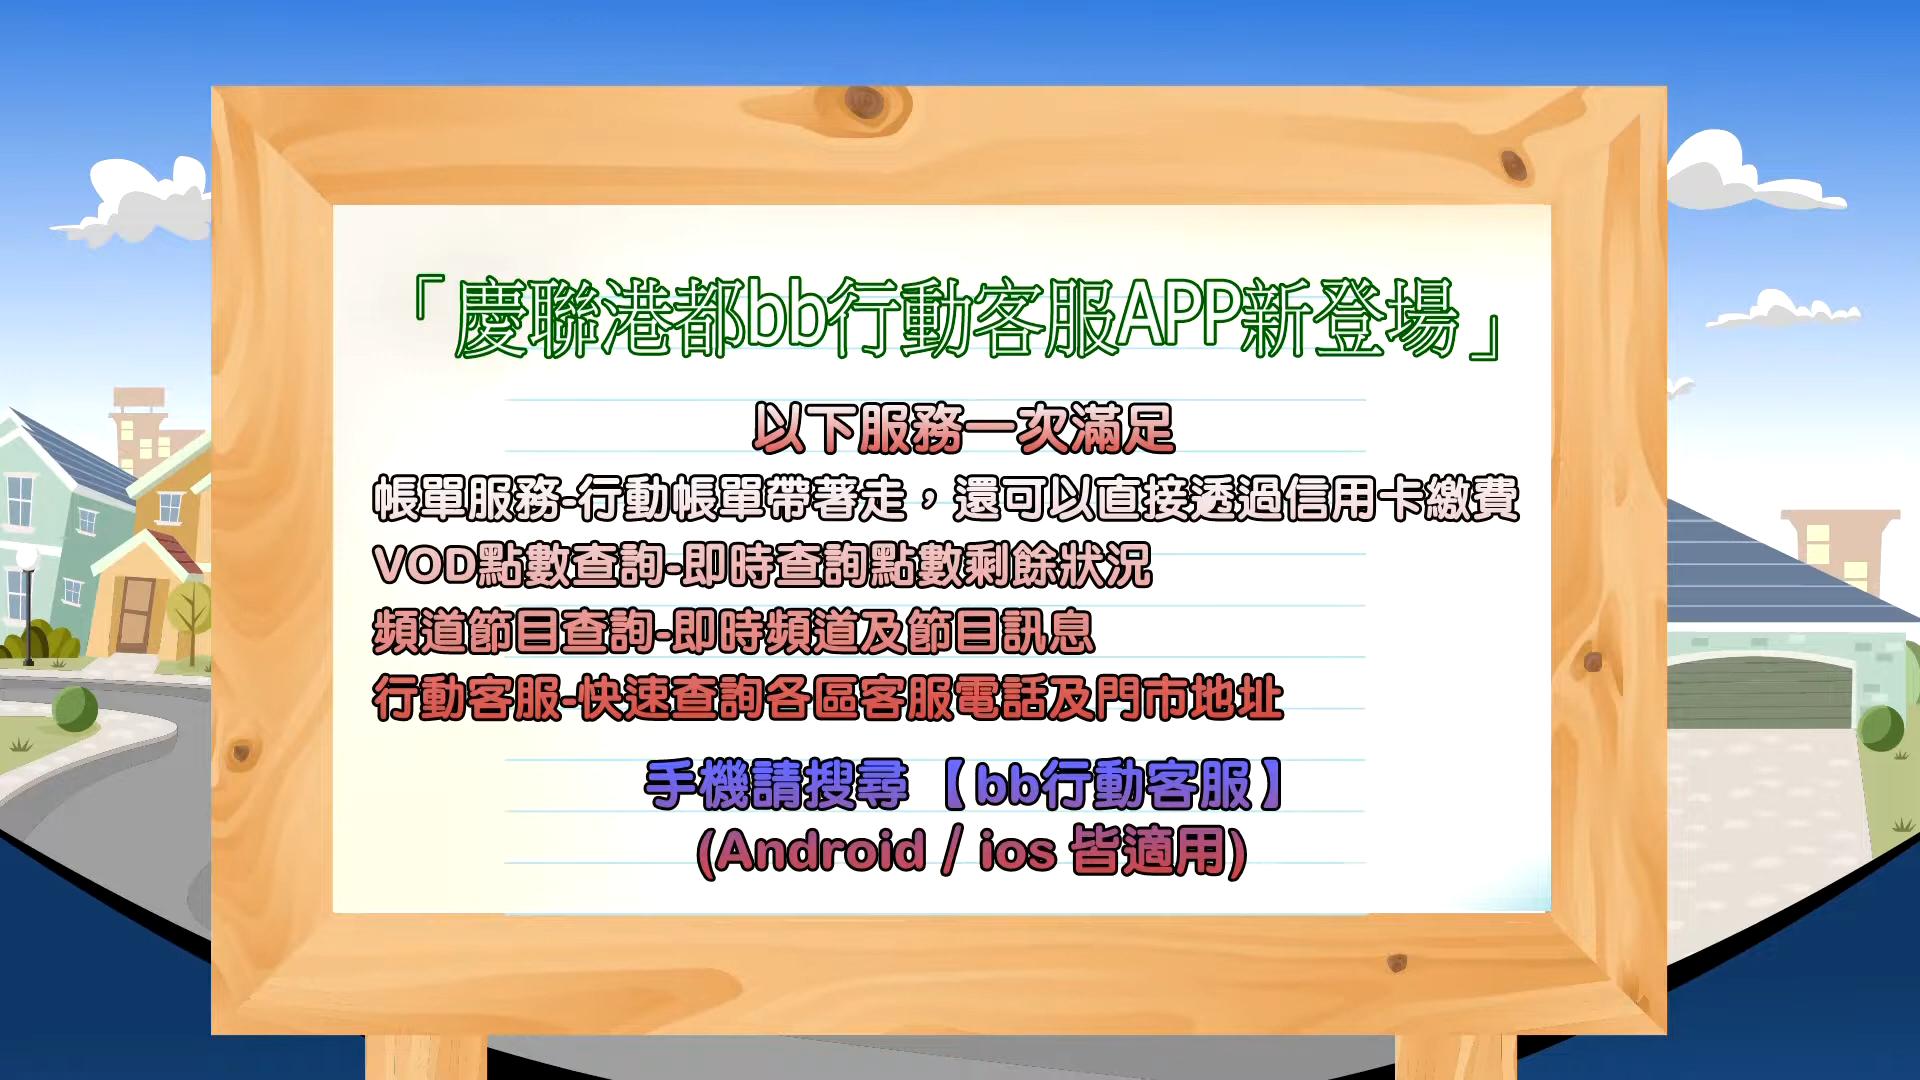 「慶聯港都bb行動客服APP新登場」
以下服務一次滿足
帳單服務-行動帳單帶著走，還可以直接透過信用卡繳費
VOD點數查詢-即時查詢點數剩餘狀況
頻道節目查詢-即時頻道及節目訊息
行動客服-快速查詢各區客服電話及門市地址
手機請搜尋【bb行動客服】
(Android / ios 皆適用)